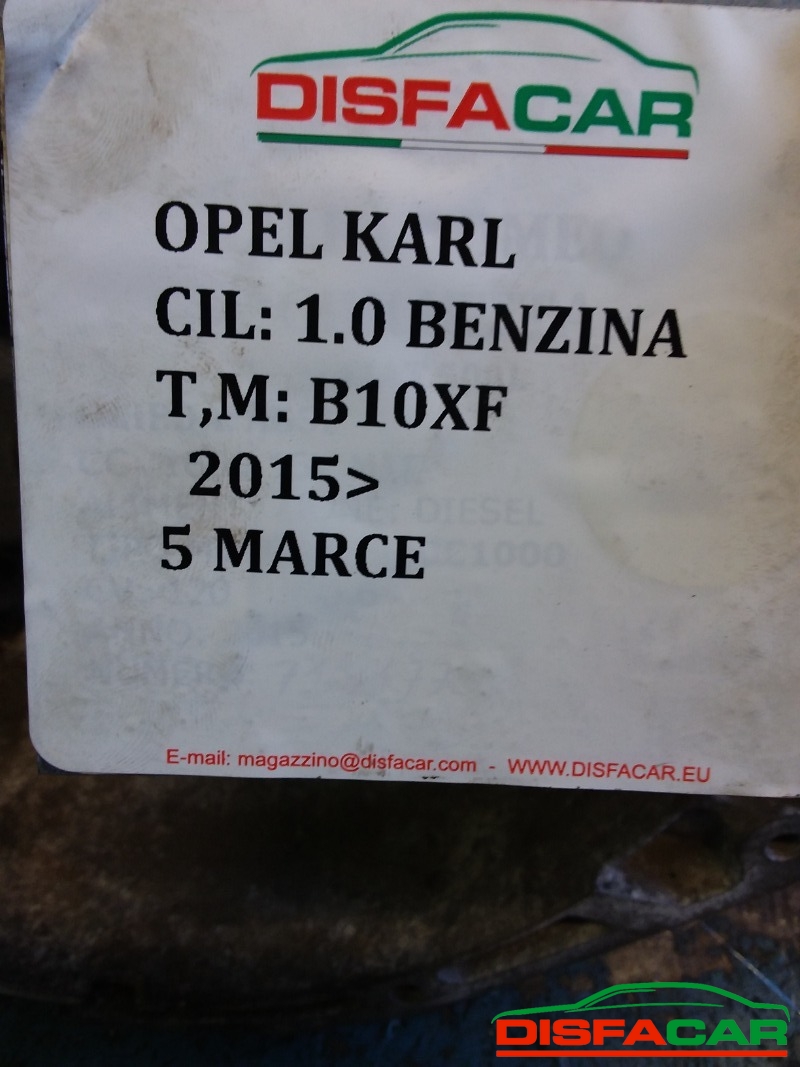 DISFACAR
OPEL KARL
CIL: 1.0 BENZINA
T,M: B10XF
2015>
5 MARCE
E-mail: magazzino@disfacar.com - WWW.DISFACAR.EU
DISFACAR